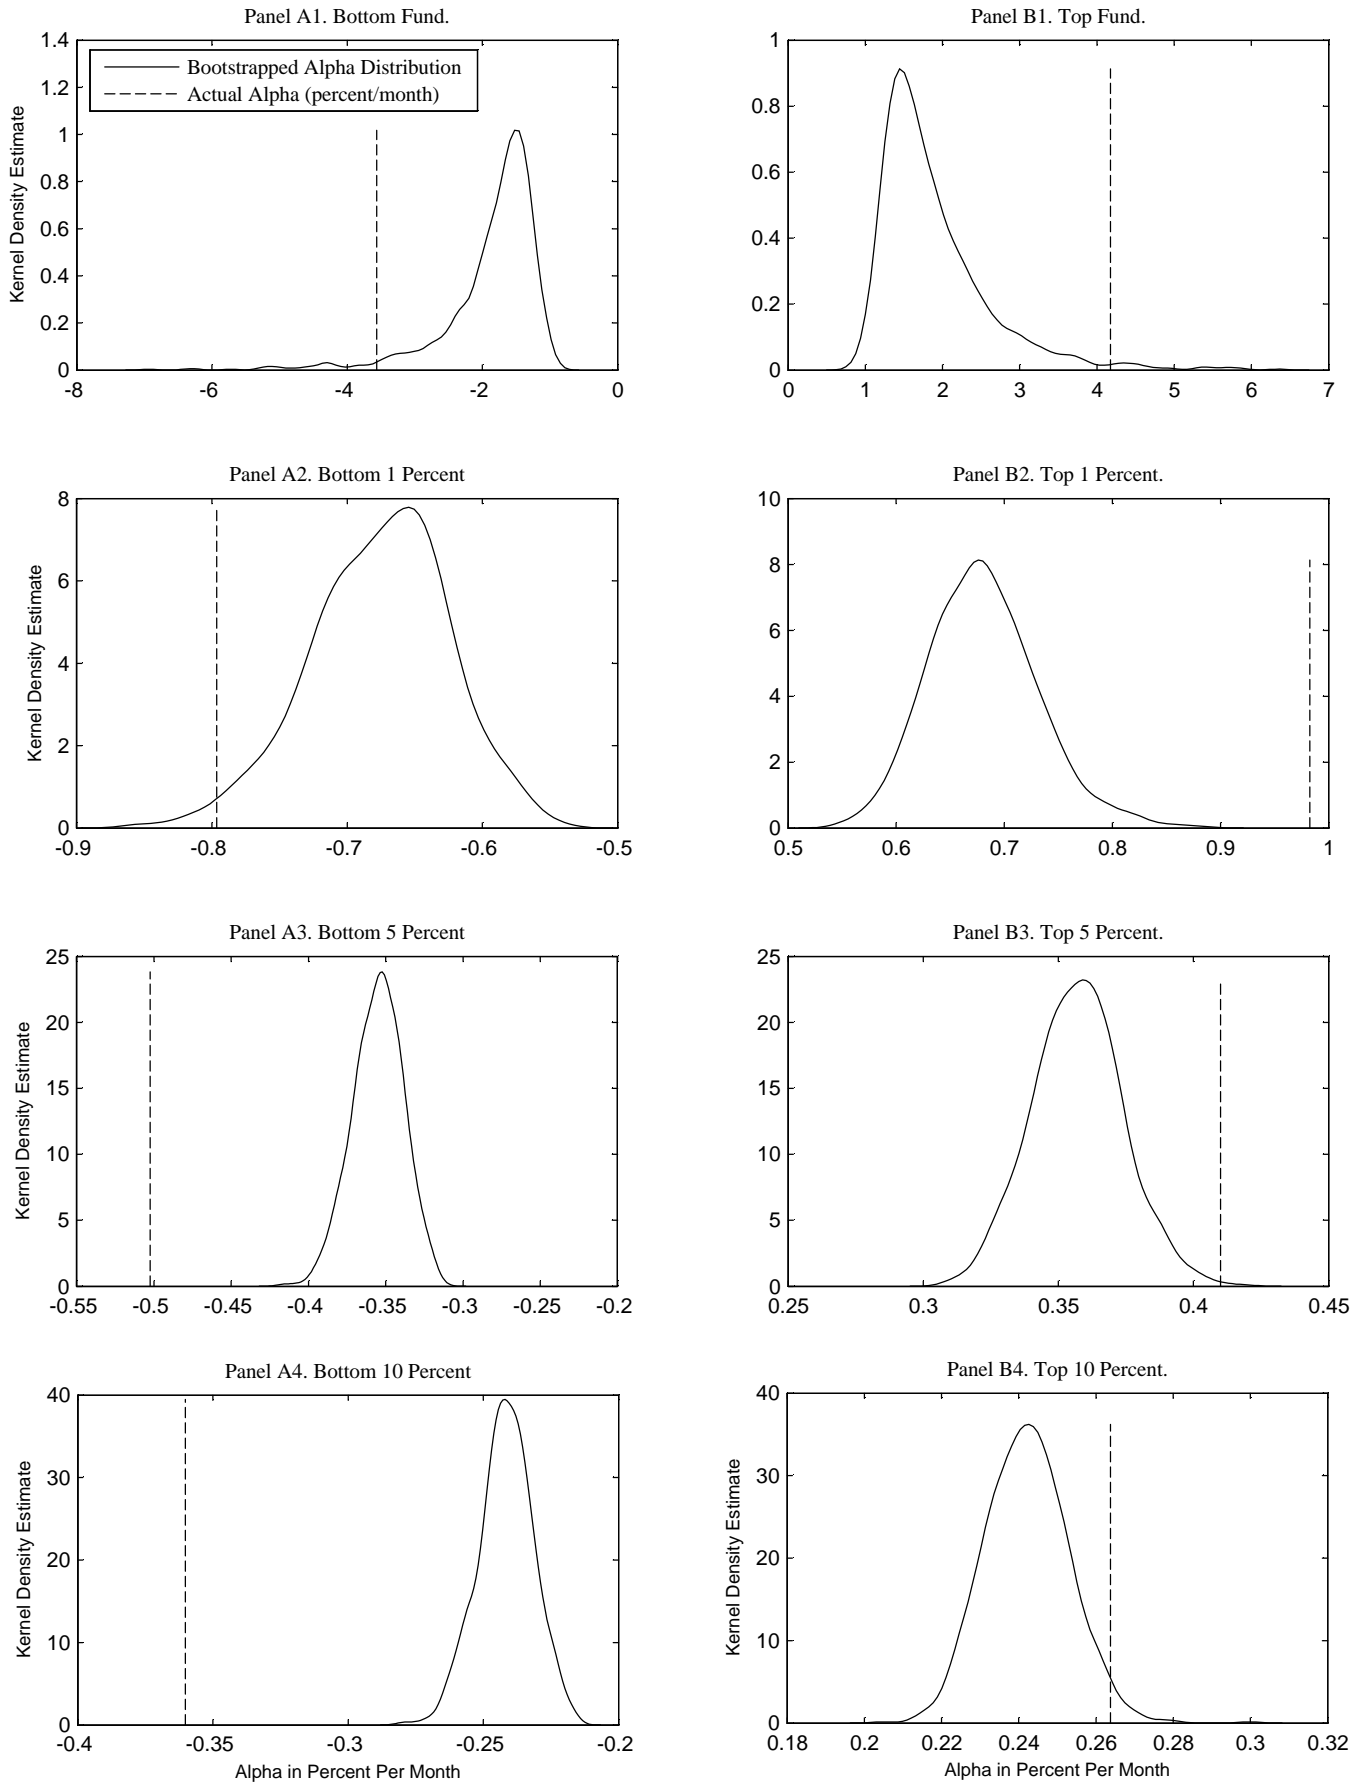 Panel A1. Bottom Fund.
Bootstrapped Alpha Distribution
Actual Alpha (percent/month)
Kernel Density Estimate
1.4
1.2
1
0.8
0.6
0.4
0.2
0
-8 -6 -4 -2 0
Panel B1. Top Fund.
1
0.8
0.6
0.4
0.2
0
0 1 2 3 4 5 6 7
Panel A2. Bottom 1 Percent
Kernel Density Estimate
8
6
4
2
0
-0.9 -0.8 -0.7 -0.6 -0.5
Panel B2. Top 1 Percent.
10
8
6
4
2
0
0.5 0.6 0.7 0.8 0.9 1
Panel A3. Bottom 5 Percent
Kernel Density Estimate
25
20
15
10
5
0
-0.55 -0.5 -0.45 -0.4 -0.35 -0.3 -0.25 -0.2
Panel B3. Top 5 Percent.
25
20
15
10
5
0
0.25 0.3 0.35 0.4 0.45
Panel A4. Bottom 10 Percent
Kernel Density Estimate
40
30
20
10
0
-0.4 -0.35 -0.3 -0.25 -0.2
Alpha in Percent Per Month
Panel B4. Top 10 Percent.
Kernel Density Estimate
40
30
20
10
0
0.18 0.2 0.22 0.24 0.26 0.28 0.3 0.32
Alpha in Percent Per Month